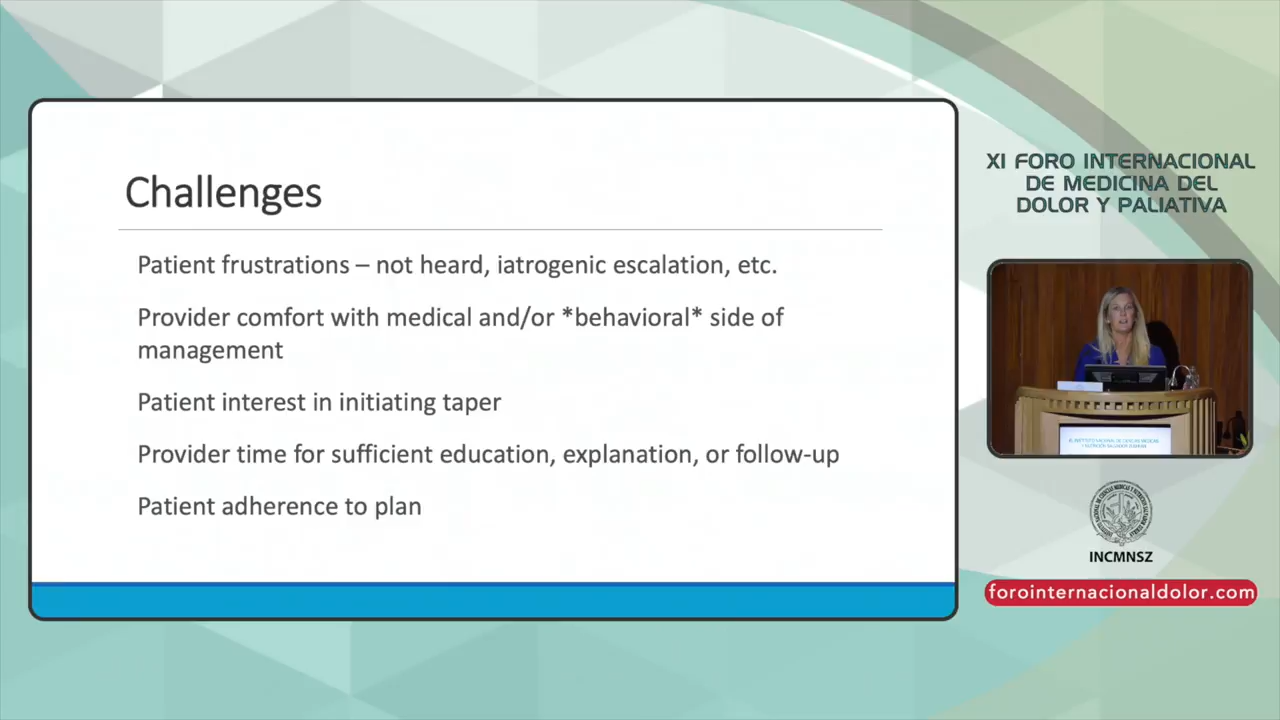 Challenges
Patient frustrations – not heard, iatrogenic escalation, etc.
Provider comfort with medical and/or *behavioral* side of
management
Patient interest in initiating taper
Provider time for sufficient education, explanation, or follow-up
Patient adherence to plan
XI FORO INTERNACIONAL
DE MEDICINA DEL
DOLOR Y PALIATIVA
INCMNSZ
forointernacionaldolor.com